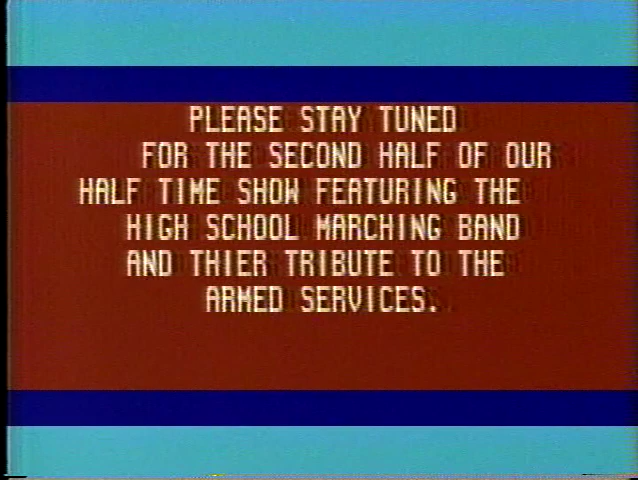 PLEASE STAY TUNED
FOR THE SECOND HALF OF OUR
HALF TIME SHOW FEATURING THE
HIGH SCHOOL MARCHING BAND
AND THIER TRIBUTE TO THE
ARMED SERVICES.